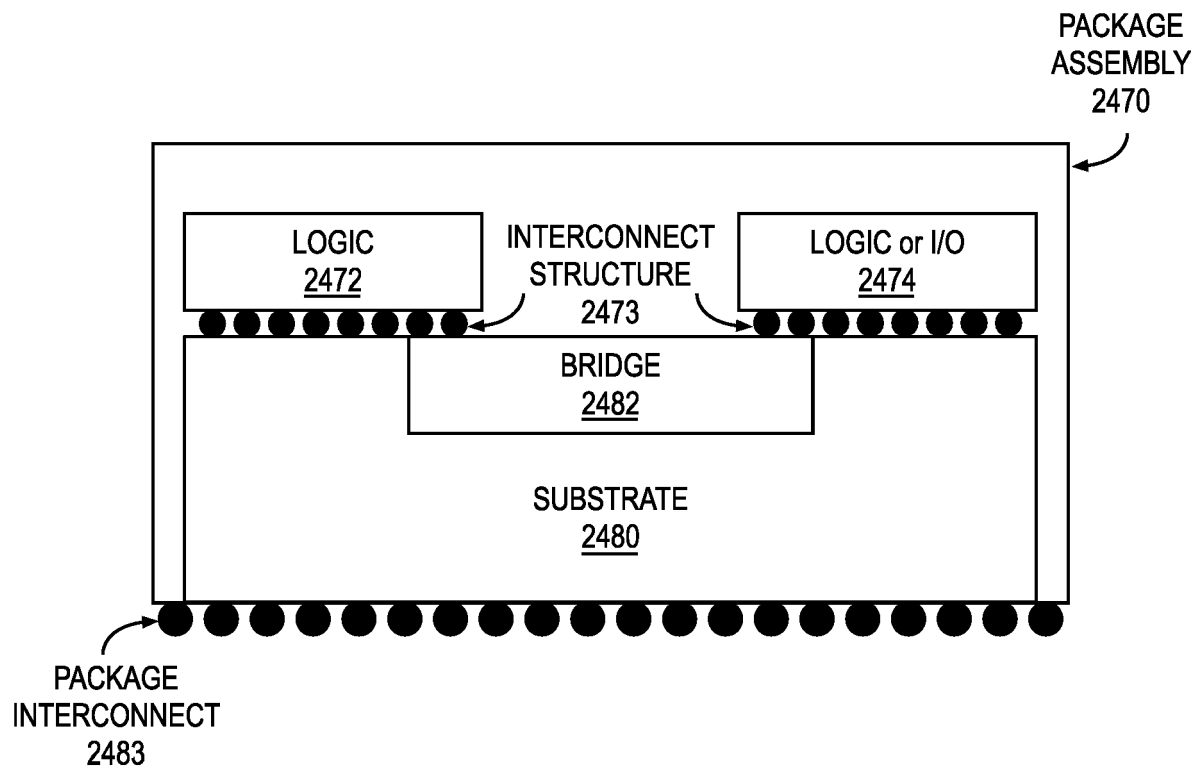 PACKAGE
ASSEMBLY
2470
LOGIC
2472
INTERCONNECT
STRUCTURE
2473
LOGIC or I/O
2474
BRIDGE
2482
SUBSTRATE
2480
PACKAGE
INTERCONNECT
2483